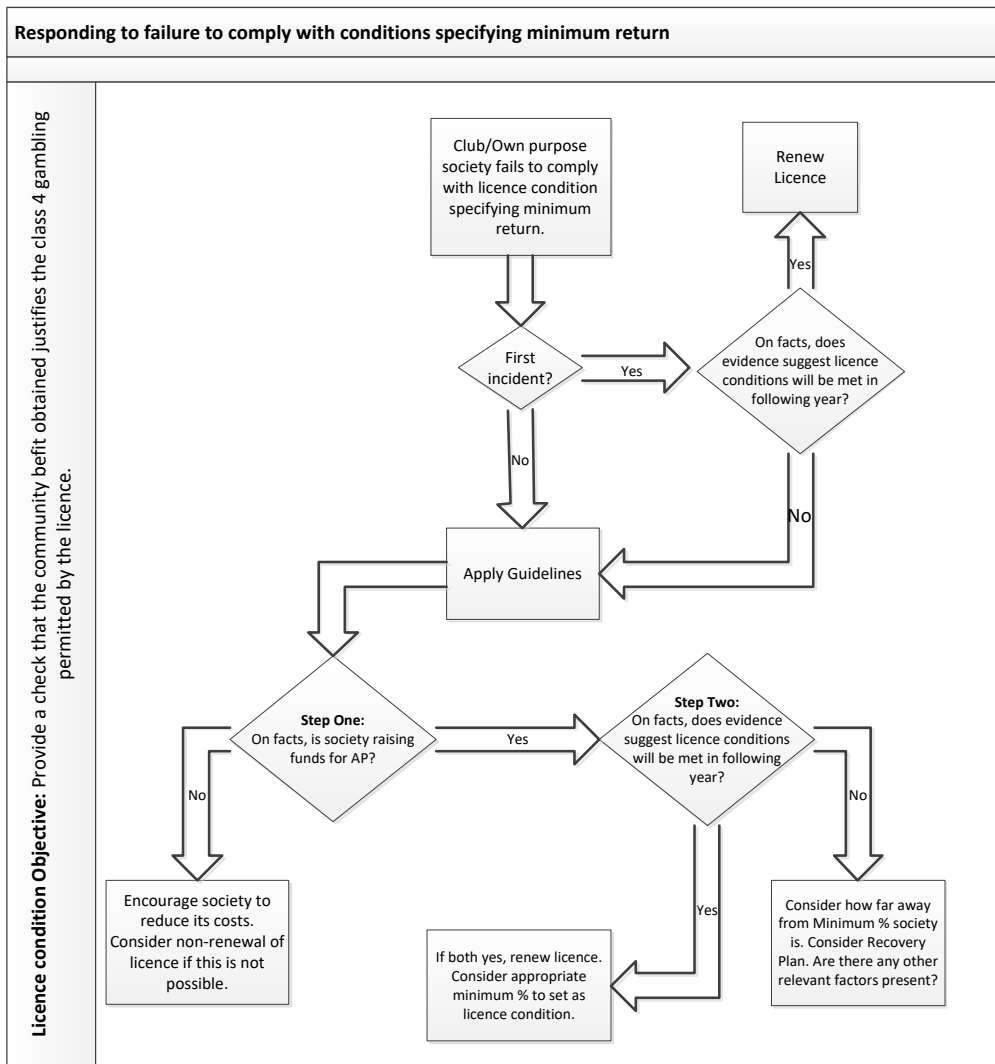 Responding to failure to comply with conditions specifying minimum return
Licence condition Objective: Provide a check that the community befit obtained justifies the class 4 gambling
permitted by the licence.
Club/Own purpose
society fails to comply
with licence condition
specifying minimum
return.
Renew
Licence
Yes
First
incident?
Yes
On facts, does
evidence suggest licence
conditions will be met in
following year?
No
No
Apply Guidelines
Step One:
On facts, is society raising
funds for AP?
Yes
Step Two:
On facts, does evidence
suggest licence conditions
will be met in following
year?
No
No
Yes
Encourage society to
reduce its costs.
Consider non-renewal of
licence if this is not
possible.
If both yes, renew licence.
Consider appropriate
minimum % to set as
licence condition.
Consider how far away
from Minimum % society
is. Consider Recovery
Plan. Are there any other
relevant factors present?